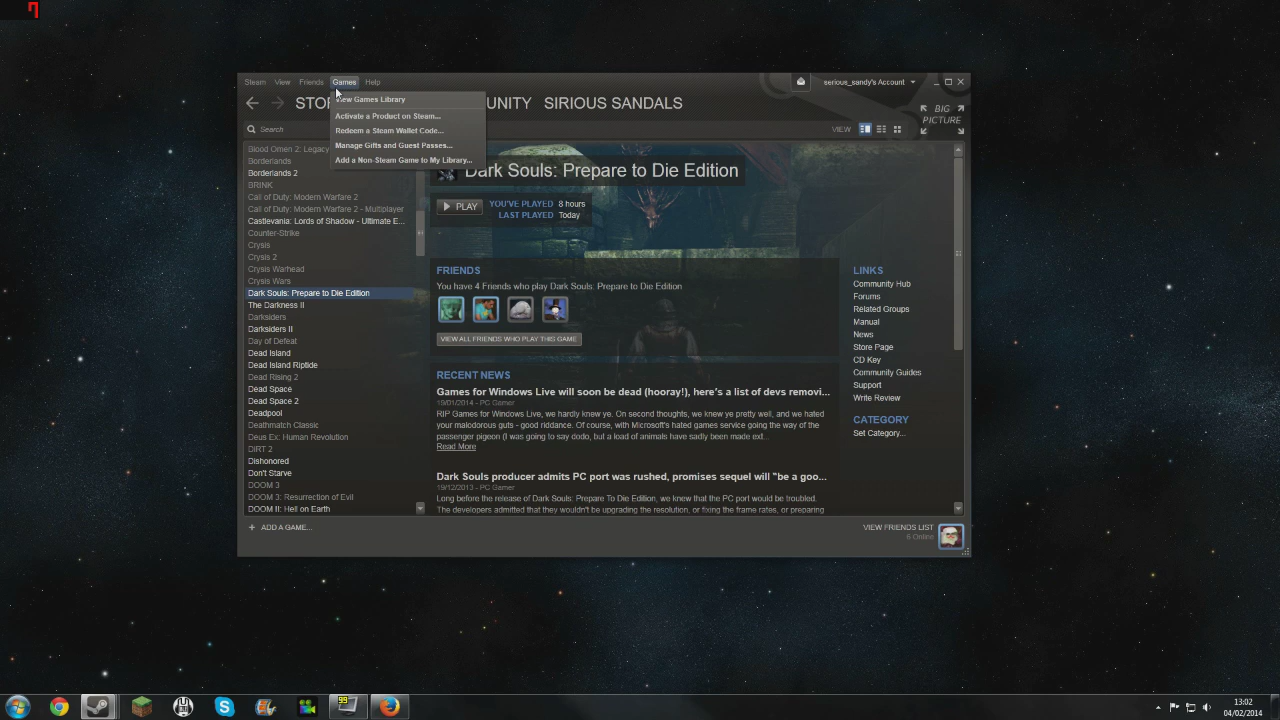 Steam View Friends Games Help
serious_sandy's Account
STO
UNITY SIRIOUS SANDALS
BIG
PICTURE
View Games Library
Activate a Product on Steam...
Redeem a Steam Wallet Code...
Manage Gifts and Guest Passes...
Add a Non-Steam Game to My Library...
Search
VIEW
Blood Omen 2: Legacy
Borderlands
Borderlands 2
BRINK
Call of Duty: Modern Warfare 2
Call of Duty: Modern Warfare 2 - Multiplayer
Castlevania: Lords of Shadow - Ultimate E...
Counter-Strike
Crysis
Crysis 2
Crysis Warhead
Crysis Wars
Dark Souls: Prepare to Die Edition
The Darkness II
Darksiders
Darksiders II
Day of Defeat
Dead Island
Dead Island Riptide
Dead Rising 2
Dead Space
Dead Space 2
Deadpool
Deathmatch Classic
Deus Ex: Human Revolution
DiRT 2
Dishonored
Don't Starve
DOOM 3
DOOM 3: Resurrection of Evil
DOOM II: Hell on Earth
Dark Souls: Prepare to Die Edition
PLAY
YOU'VE PLAYED 8 hours
LAST PLAYED Today
FRIENDS
You have 4 Friends who play Dark Souls: Prepare to Die Edition
VIEW ALL FRIENDS WHO PLAY THIS GAME
RECENT NEWS
Games for Windows Live will soon be dead (hooray!), here's a list of devs removi...
19/01/2014 - PC Gamer
RIP Games for Windows Live, we hardly knew ye. On second thoughts, we knew ye pretty well, and we hated
your malodorous guts - good riddance. Of course, with Microsoft's hated games service going the way of the
passenger pigeon (I was going to say dodo, but a load of animals have sadly been made ext...
Read More
Dark Souls producer admits PC port was rushed, promises sequel will "be a goo...
19/12/2013 - PC Gamer
Long before the release of Dark Souls: Prepare To Die Edition, we knew that the PC port would be troubled.
The developers admitted that they wouldn't be upgrading the resolution, or fixing the frame rates, or preparing
LINKS
Community Hub
Forums
Related Groups
Manual
News
Store Page
CD Key
Community Guides
Support
Write Review
CATEGORY
Set Category...
+ ADD A GAME...
VIEW FRIENDS LIST
6 Online
99
13:02
04/02/2014